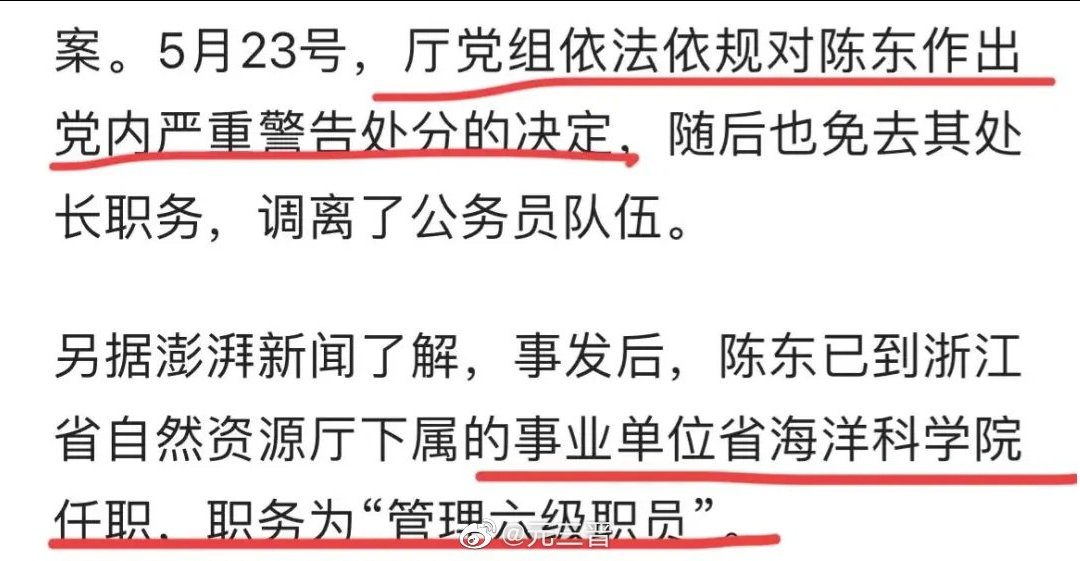 案。5月23号，厅党组依法依规对陈东作出
党内严重警告处分的决定，随后也免去其处
长职务，调离了公务员队伍。
另据澎湃新闻了解，事发后，陈东已到浙江
省自然资源厅下属的事业单位省海洋科学院
任职，职务为“管理六级职员”。
@元三晋